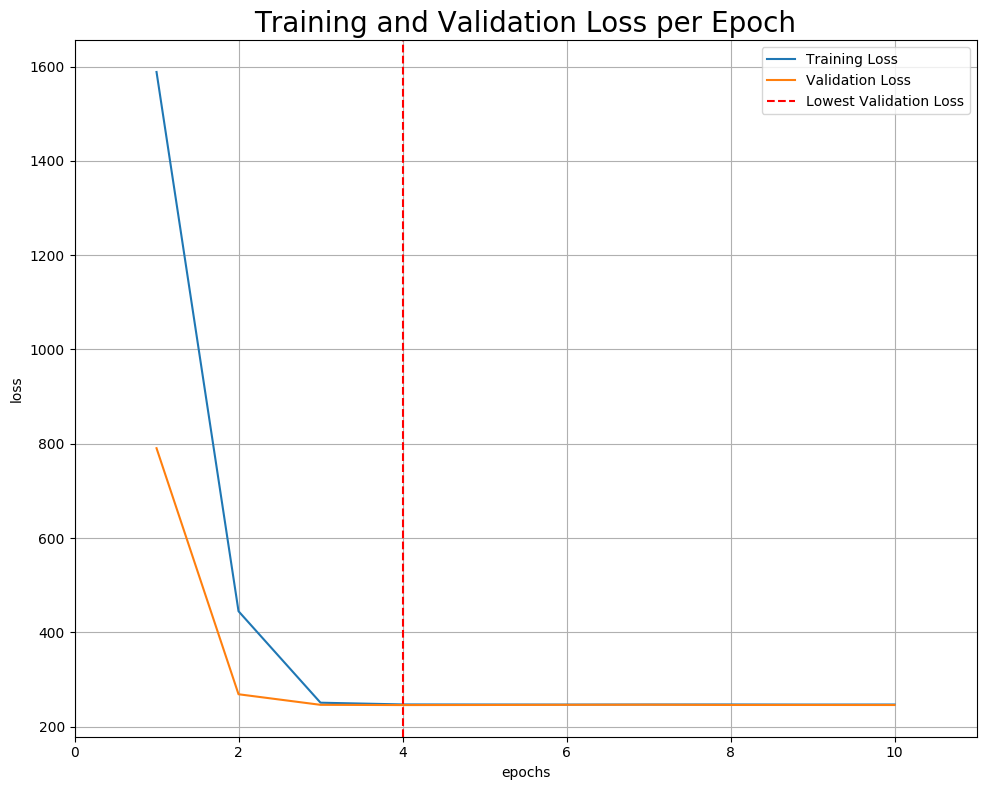 Training and Validation Loss per Epoch
Training Loss
Validation Loss
Lowest Validation Loss
1600
1400
1200
1000
800
600
400
200
loss
0
2
4
6
8
10
epochs